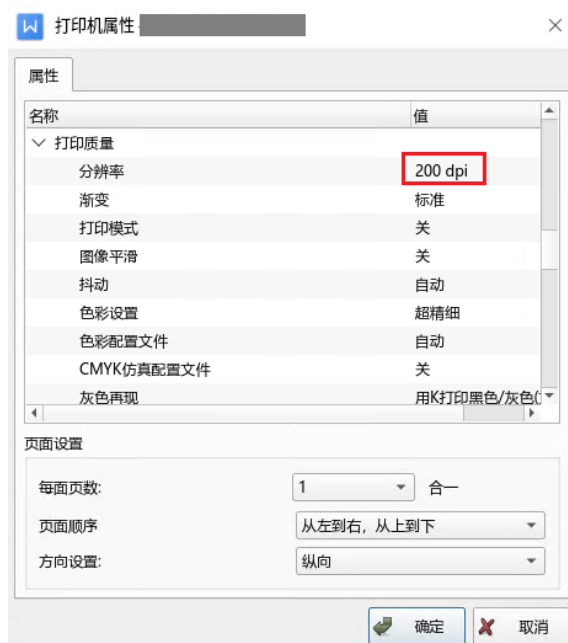 打印机属性
属性
名称 值
打印质量
分辨率 200 dpi
渐变 标准
打印模式 关
图像平滑 关
抖动 自动
色彩设置 超精细
色彩配置文件 自动
CMYK仿真配置文件 关
灰色再现 用K打印黑色/灰色(
页面设置
每面页数: 1 合一
页面顺序 从左到右，从上到下
方向设置: 纵向
确定 取消